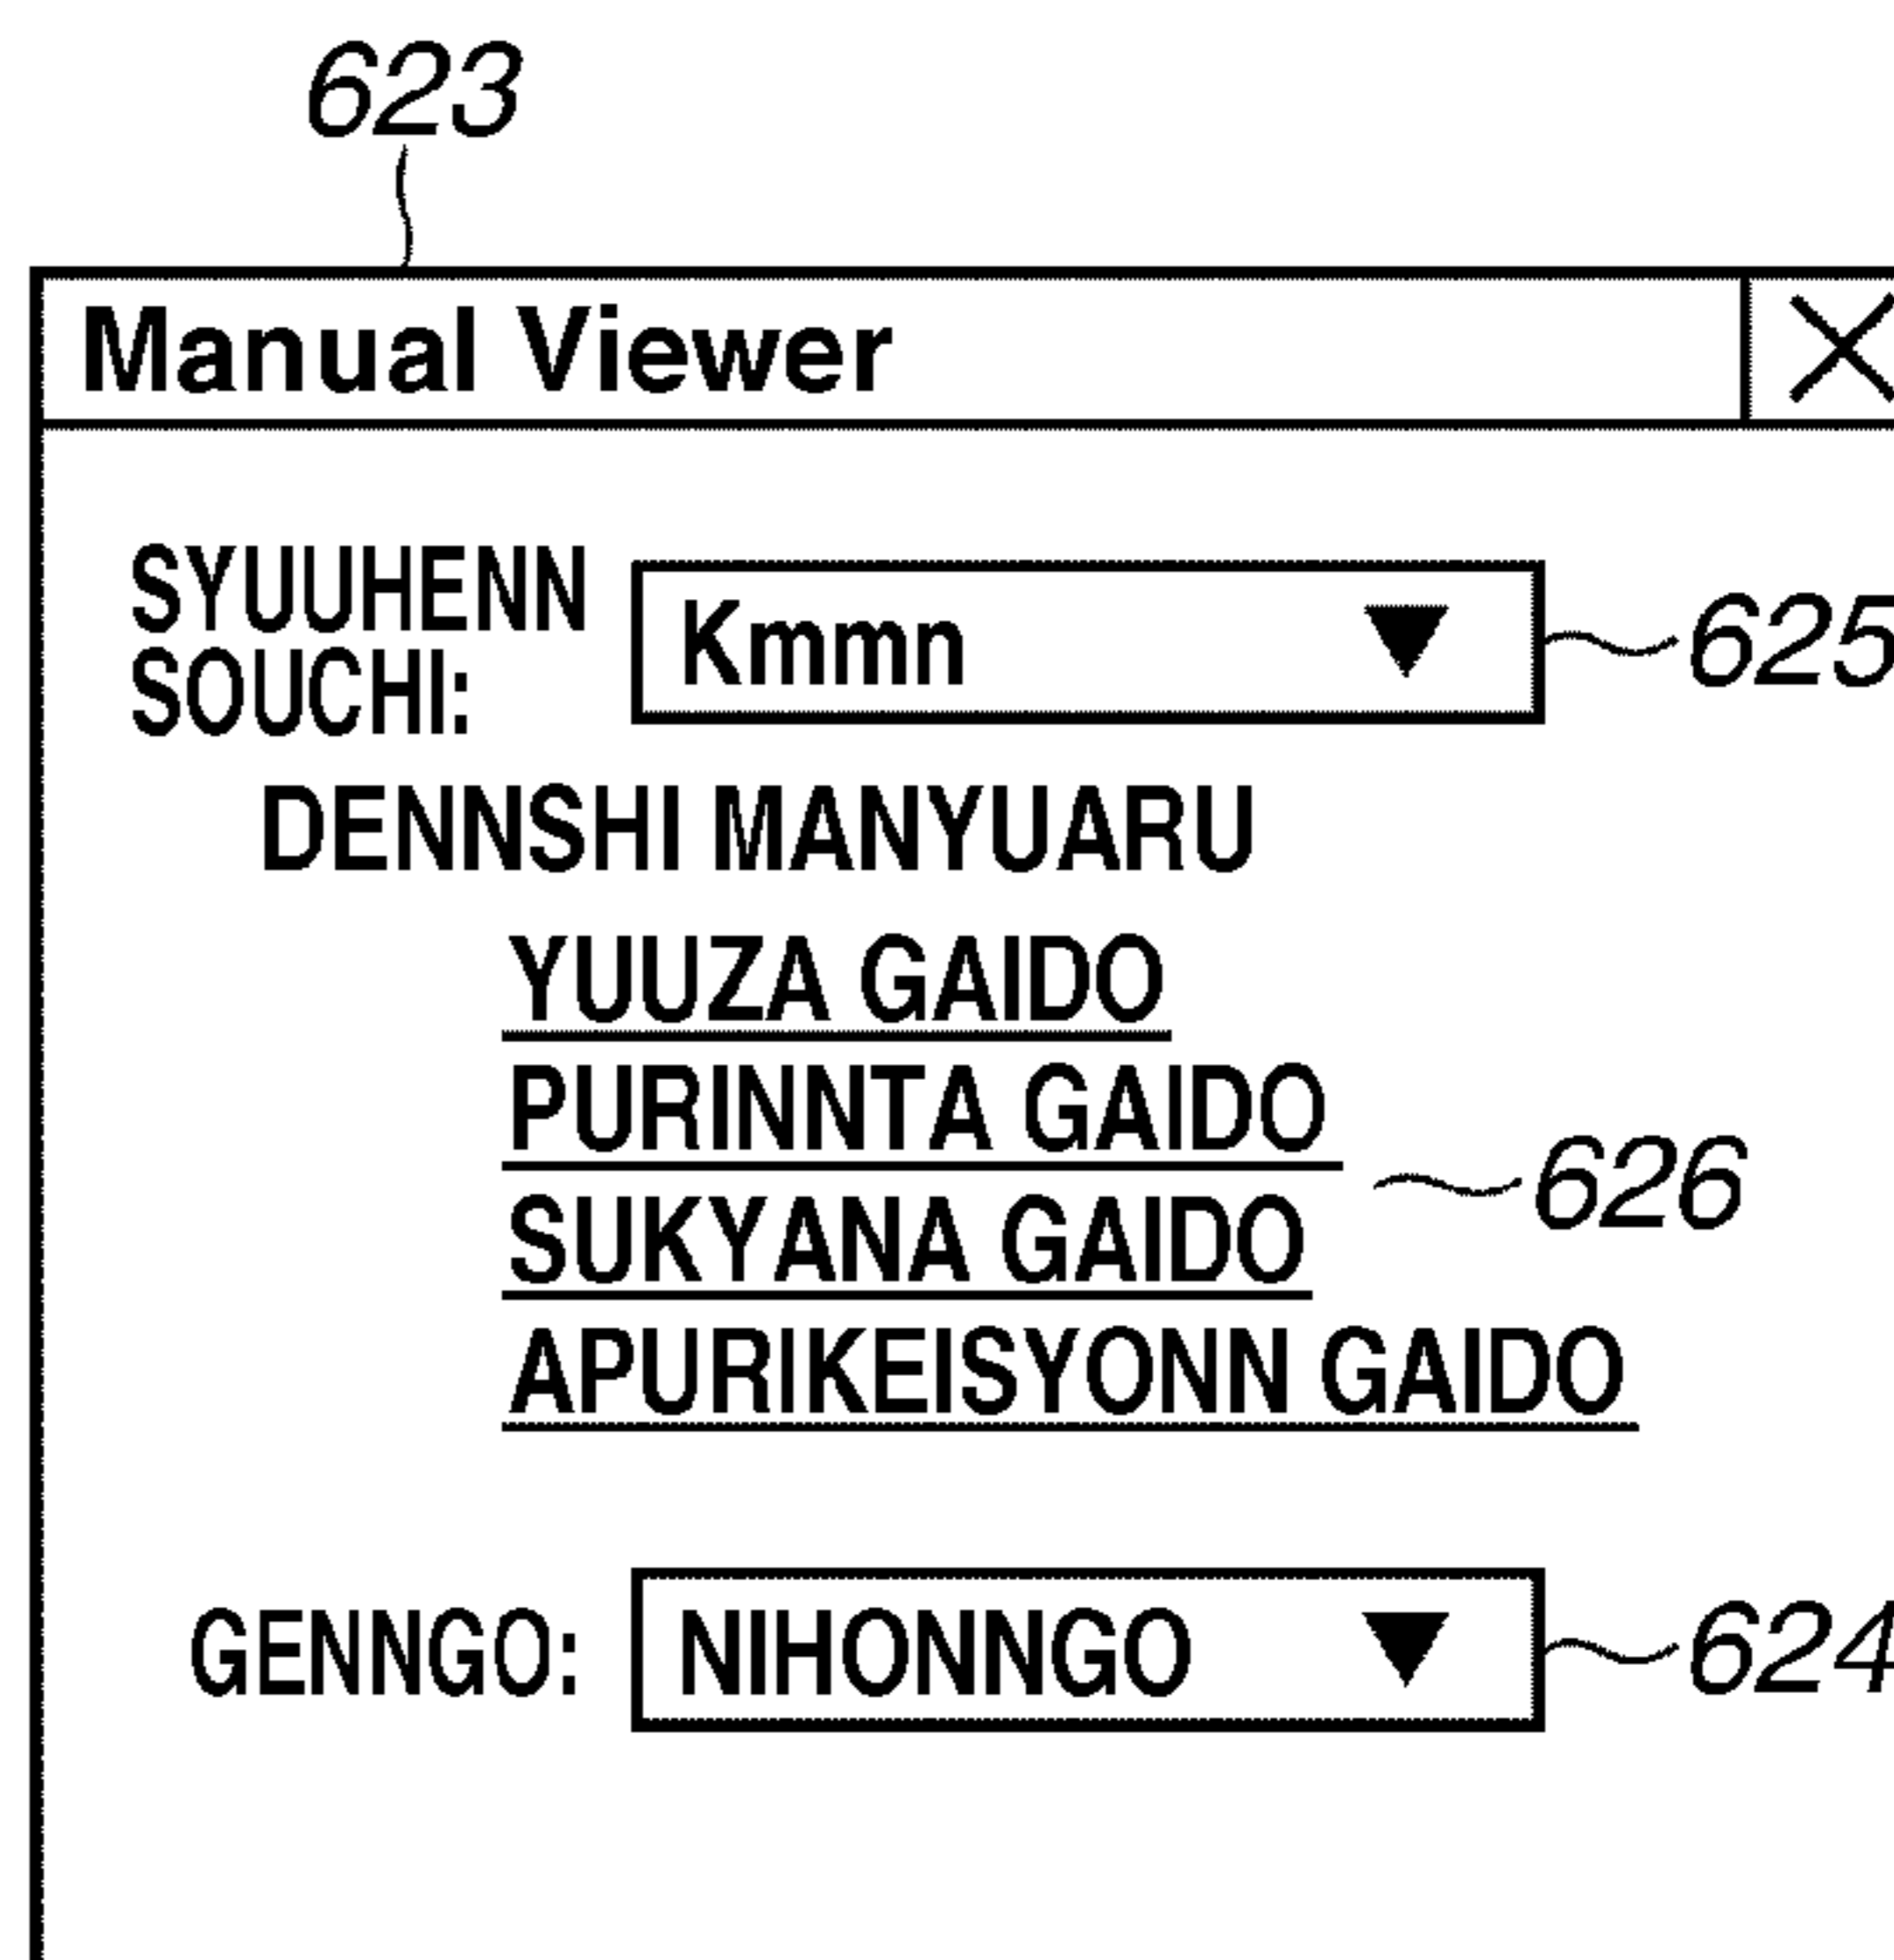 623
Manual Viewer
SYUUHENN
SOUCHI:
Kmmn
625
DENNSHI MANYUARU
YUUZA GAIDO
PURINNTA GAIDO
626
SUKYANA GAIDO
APURIKEISYONN GAIDO
GENNGO:
NIHONNGO
624